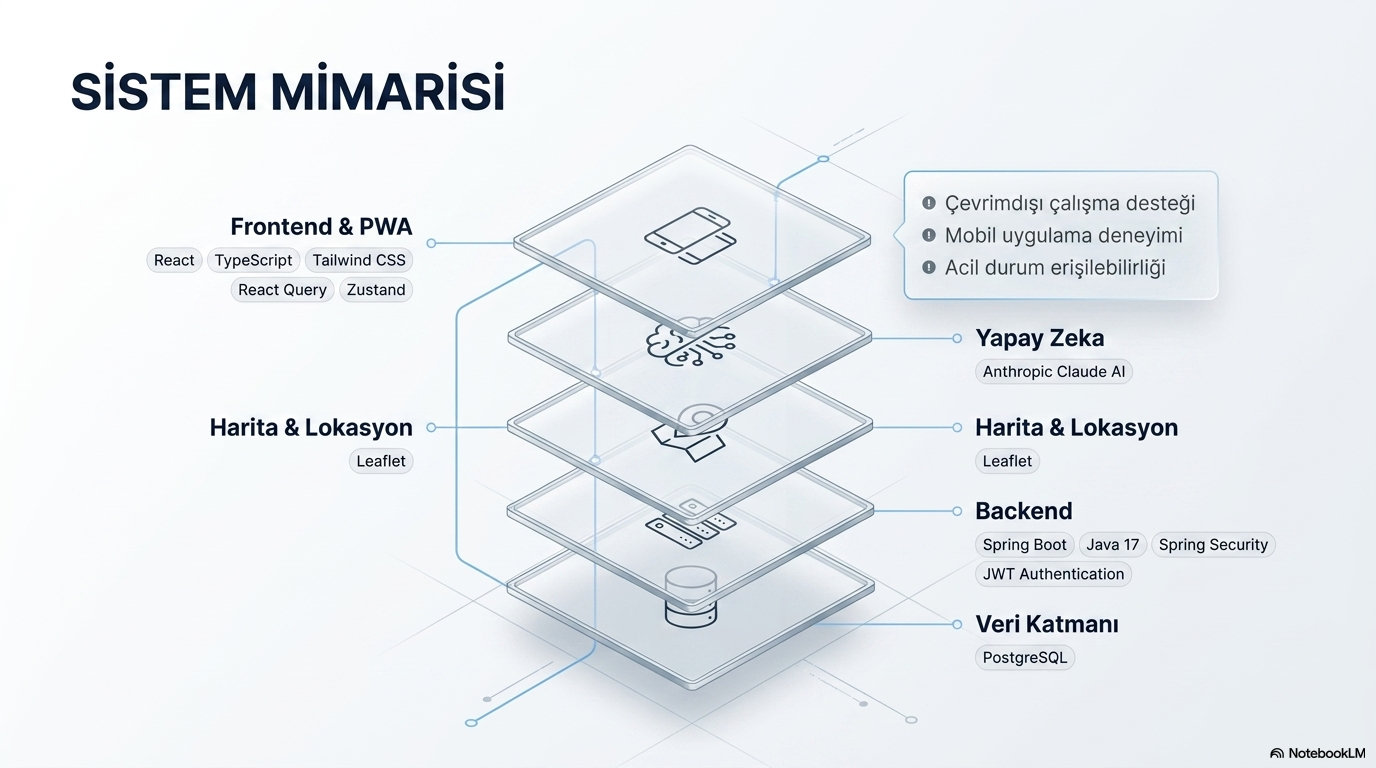 SİSTEM MİMARİSİ
Frontend & PWA
React TypeScript Tailwind CSS
React Query Zustand
Harita & Lokasyon
Leaflet
Çevrimdışı çalışma desteği
Mobil uygulama deneyimi
Acil durum erişilebilirliği
Yapay Zeka
Anthropic Claude AI
Harita & Lokasyon
Leaflet
Backend
Spring Boot Java 17 Spring Security
JWT Authentication
Veri Katmanı
PostgreSQL
NotebookLM